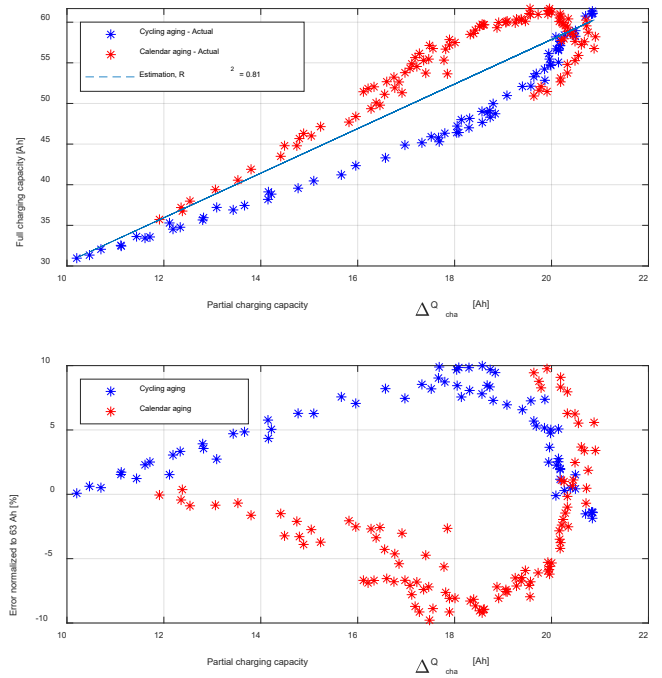 60
55
50
45
40
35
30
Full charging capacity [Ah]
Cycling aging - Actual
Calendar aging - Actual
Estimation, R 2 = 0.81
10 12 14 16 18 20 22
Partial charging capacity Δ Q cha [Ah]
10
5
0
-5
-10
Error normalized to 63 Ah [%]
Cycling aging
Calendar aging
10 12 14 16 18 20 22
Partial charging capacity Δ Q cha [Ah]